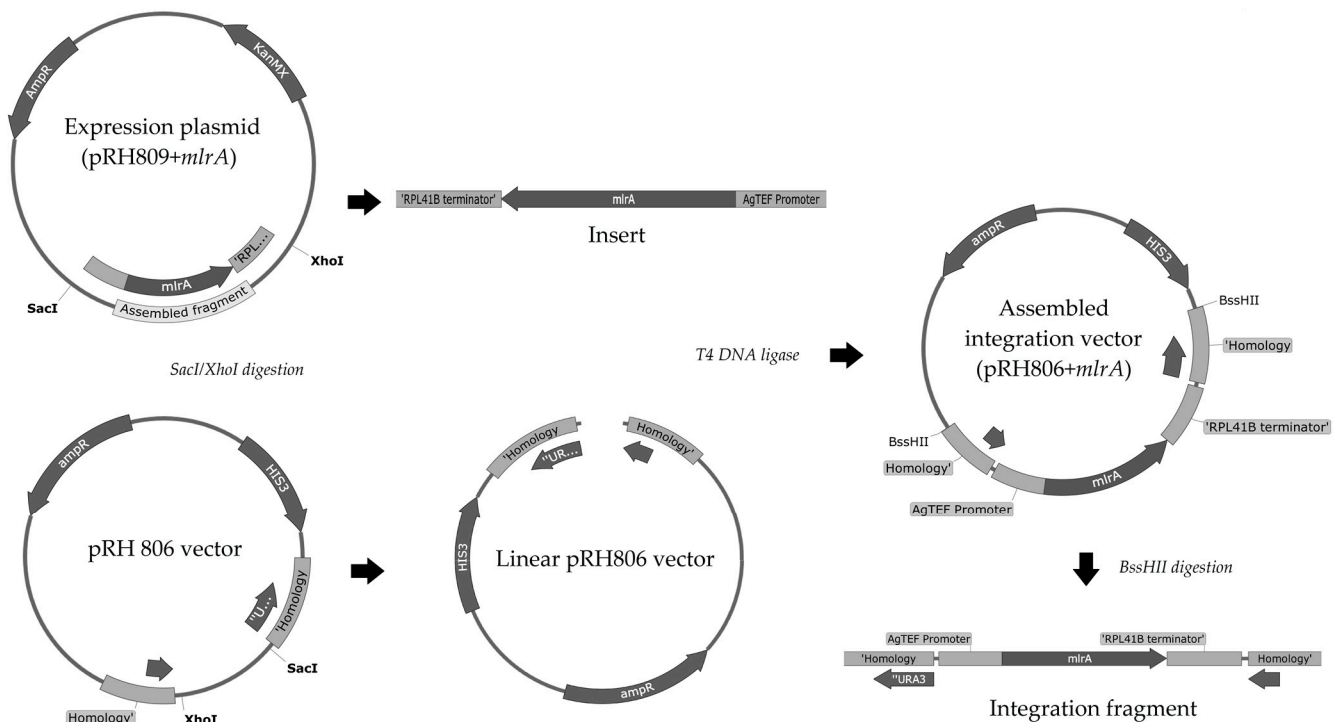 AmpR
KanMX
Expression plasmid
(pRH809+mlrA)
'RPL...
mlrA
Assembled fragment
SacI
XhoI
'RPL41B terminator'
mlrA
AgTEF Promoter
Insert
SacI/XhoI digestion
T4 DNA ligase
ampR
HIS3
pRH 806 vector
'Homology
"U...
SacI
XhoI
Homology'
'Homology
Homology'
"UR...
HIS3
Linear pRH806 vector
ampR
ampR
HIS3
BssHII
Assembled
integration vector
(pRH806+mlrA)
'Homology
'RPL41B terminator'
BssHII
Homology'
AgTEF Promoter
mlrA
BssHII digestion
AgTEF Promoter
'RPL41B terminator'
'Homology
mlrA
Homology'
"URA3
Integration fragment